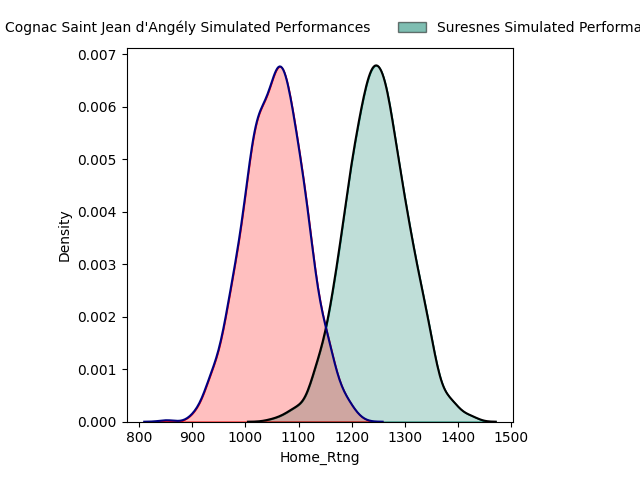 Cognac Saint Jean d'Angély Simulated Performances
Suresnes Simulated Performa
0.007
0.006
0.005
0.004
0.003
0.002
0.001
0.000
Density
800 900 1000 1100 1200 1300 1400 1500
Home_Rtng